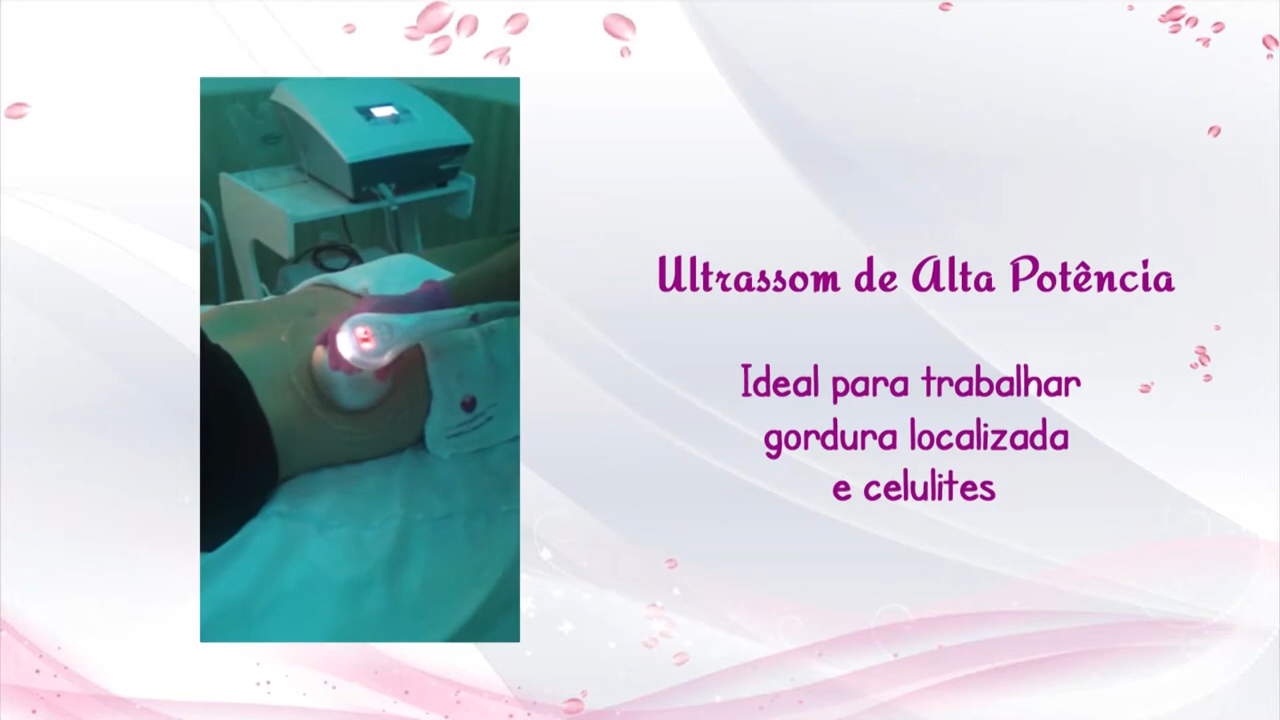 Ultrassom de Alta Potência
Ideal para trabalhar
gordura localizada
e celulites